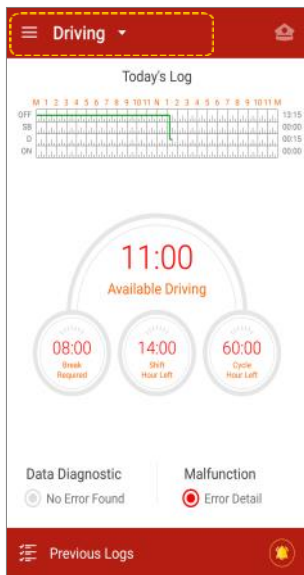 Driving
Today's Log
M 1 2 3 4 5 6 7 8 9 10 11 N 1 2 3 4 5 6 7 8 9 10 11 M
OFF 13:15
SB 00:00
D 00:15
ON 00:00
11:00
Available Driving
08:00
Break
Required
14:00
Shift
Hour Left
60:00
Cycle
Hour Left
Data Diagnostic
No Error Found
Malfunction
Error Detail
Previous Logs